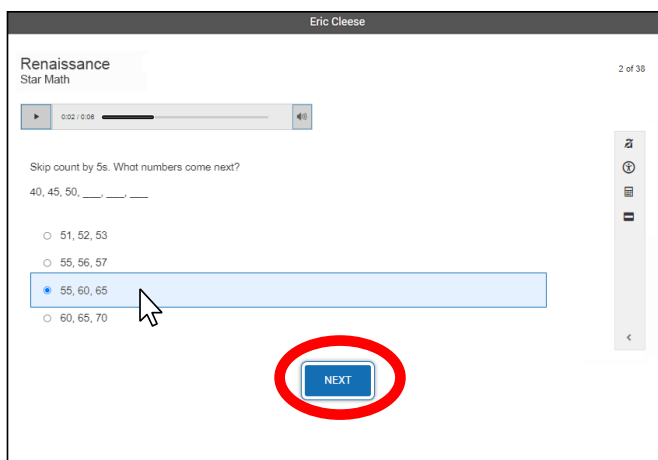 Eric Cleese
Renaissance
Star Math
2 of 38
0:02 / 0:06
Skip count by 5s. What numbers come next?
40, 45, 50, ___, ___, ___
51, 52, 53
55, 56, 57
55, 60, 65
60, 65, 70
NEXT